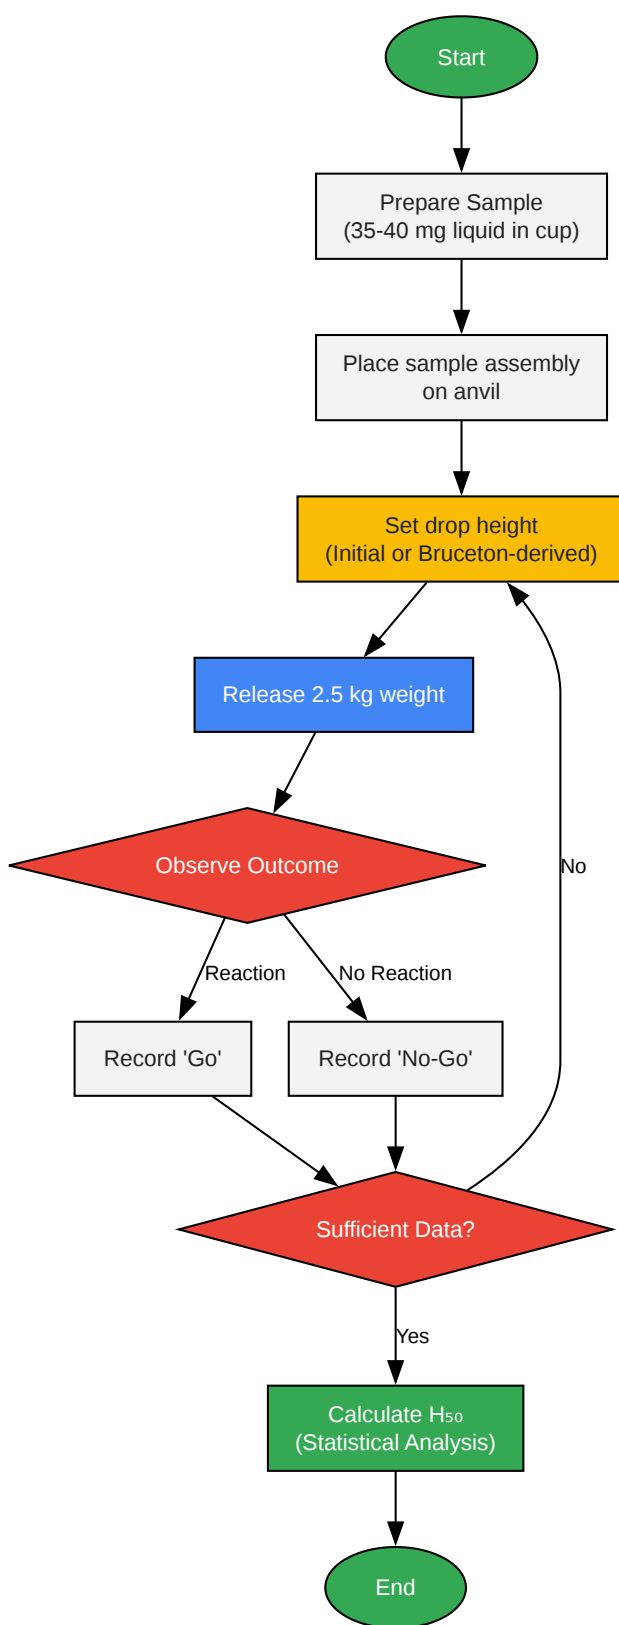 Start
Prepare Sample
(35-40 mg liquid in cup)
Place sample assembly
on anvil
Set drop height
(Initial or Bruceton-derived)
Release 2.5 kg weight
Observe Outcome
No
Reaction
No Reaction
Record 'Go'
Record 'No-Go'
Sufficient Data?
Yes
Calculate H₅₀
(Statistical Analysis)
End